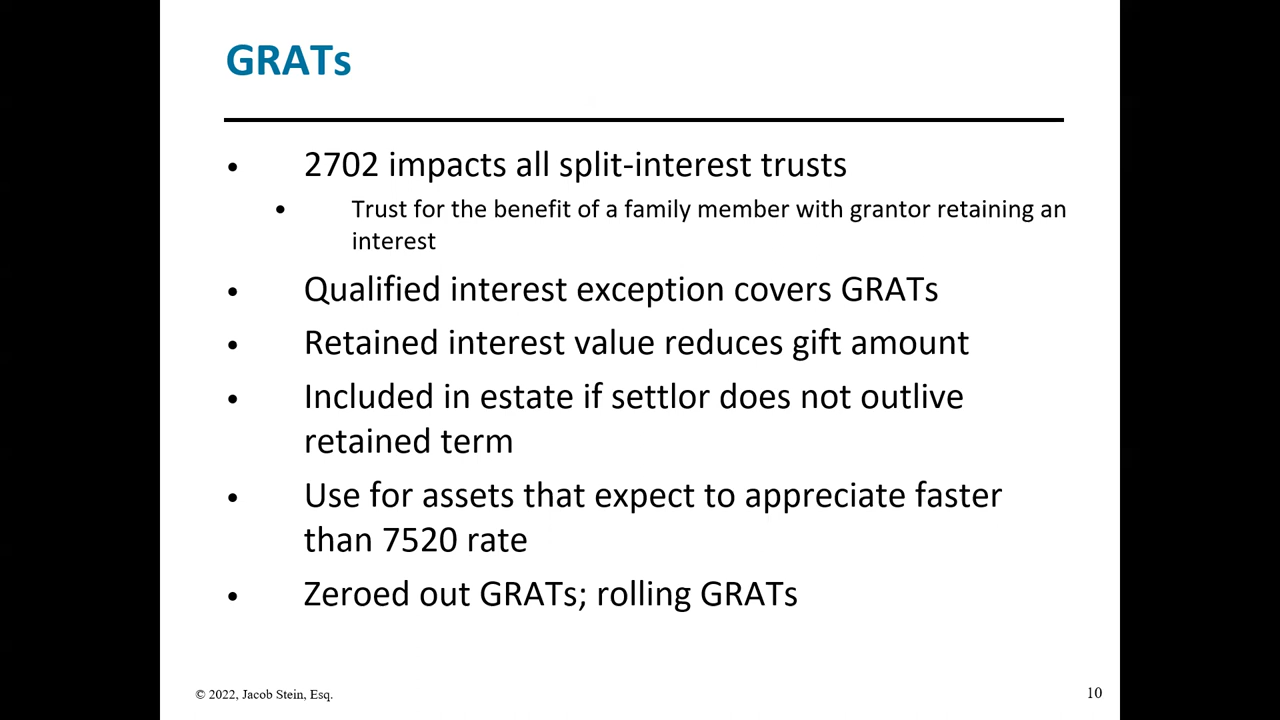 GRATs
• 2702 impacts all split-interest trusts
• Trust for the benefit of a family member with grantor retaining an
interest
• Qualified interest exception covers GRATs
• Retained interest value reduces gift amount
• Included in estate if settlor does not outlive
retained term
• Use for assets that expect to appreciate faster
than 7520 rate
• Zeroed out GRATs; rolling GRATs
© 2022, Jacob Stein, Esq.
10